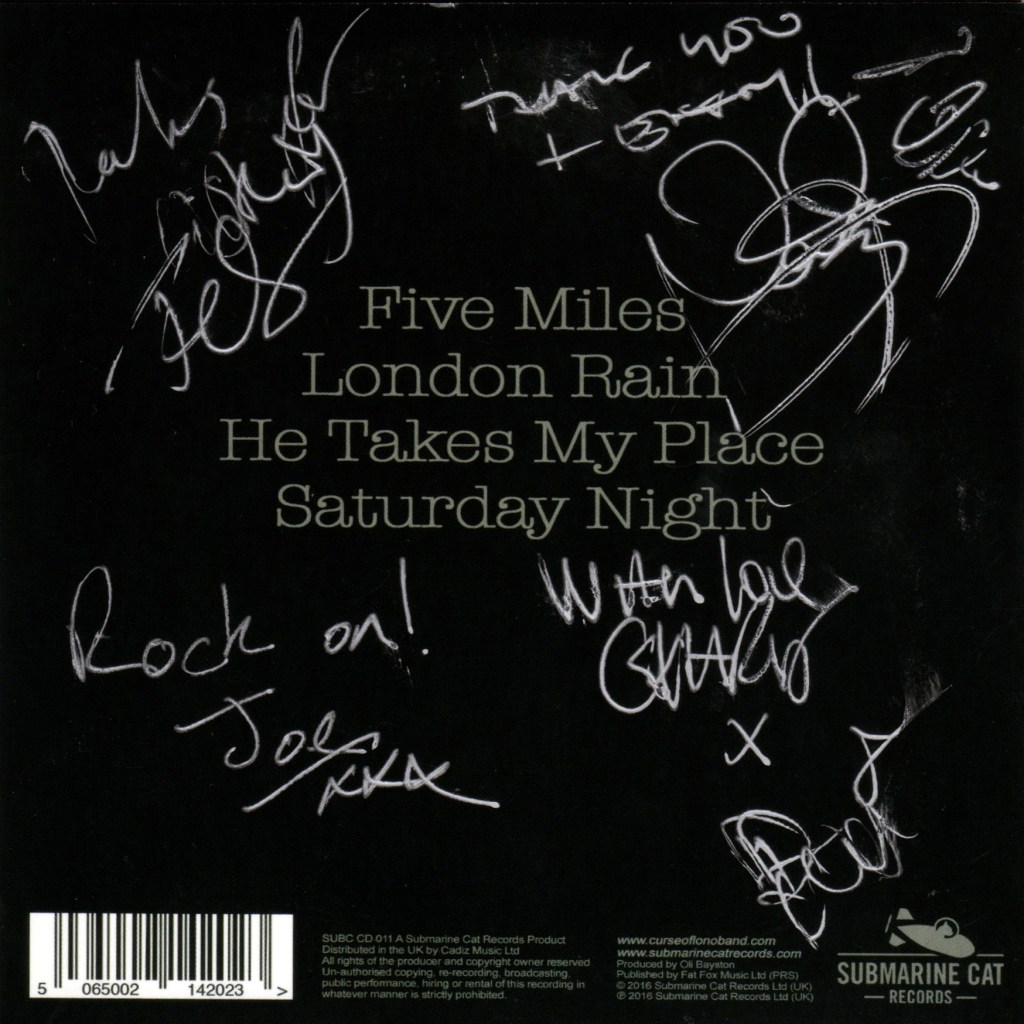 THANK YOU
+
Five Miles
London Rain
He Takes My Place
Saturday Night
Rock on!
Joe
xxx
With love
x
SUBC CD 011 A Submarine Cat Records Product
Distributed in the UK by Cadiz Music Ltd
All rights of the producer and copyright owner reserved
Un-authorised copying, re-recording, broadcasting,
public performance, hiring or rental of this recording in
whatever manner is strictly prohibited.
www.curseoflonoband.com
www.submarinecatrecords.com
Produced by Oli Bayston
Published by Fat Fox Music Ltd (PRS)
© 2016 Submarine Cat Records Ltd (UK)
℗ 2016 Submarine Cat Records Ltd (UK)
SUBMARINE CAT
RECORDS
5 065002 142023 >